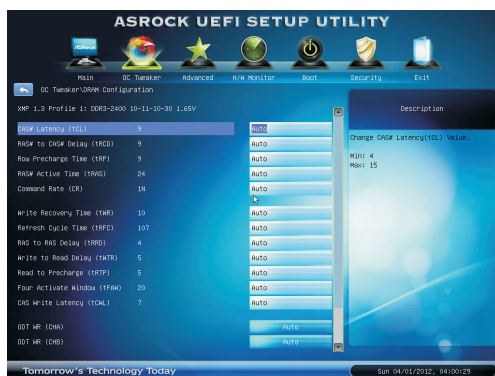 ASROCK UEFI SETUP UTILITY
ASRock
Main OC Tweaker Advanced H/W Monitor Boot Security Exit
OC Tweaker\DRAM Configuration
XMP 1.3 Profile 1: DDR3-2400 10-11-10-30 1.65V
Description
CAS# Latency (tCL) 9 Auto
Change CAS# Latency(tCL) Value.
RAS# to CAS# Delay (tRCD) 9 Auto
Min: 4
Row Precharge Time (tRP) 9 Auto
Max: 15
RAS# Active Time (tRAS) 24 Auto
Command Rate (CR) 1N Auto
Write Recovery Time (tWR) 10 Auto
Refresh Cycle Time (tRFC) 107 Auto
RAS to RAS Delay (tRRD) 4 Auto
Write to Read Delay (tWTR) 5 Auto
Read to Precharge (tRTP) 5 Auto
Four Activate Window (tFAW) 20 Auto
CAS Write Latency (tCWL) 7 Auto
ODT WR (CHA) Auto
ODT WR (CHB) Auto
Tomorrow's Technology Today
Sun 04/01/2012, 04:00:29